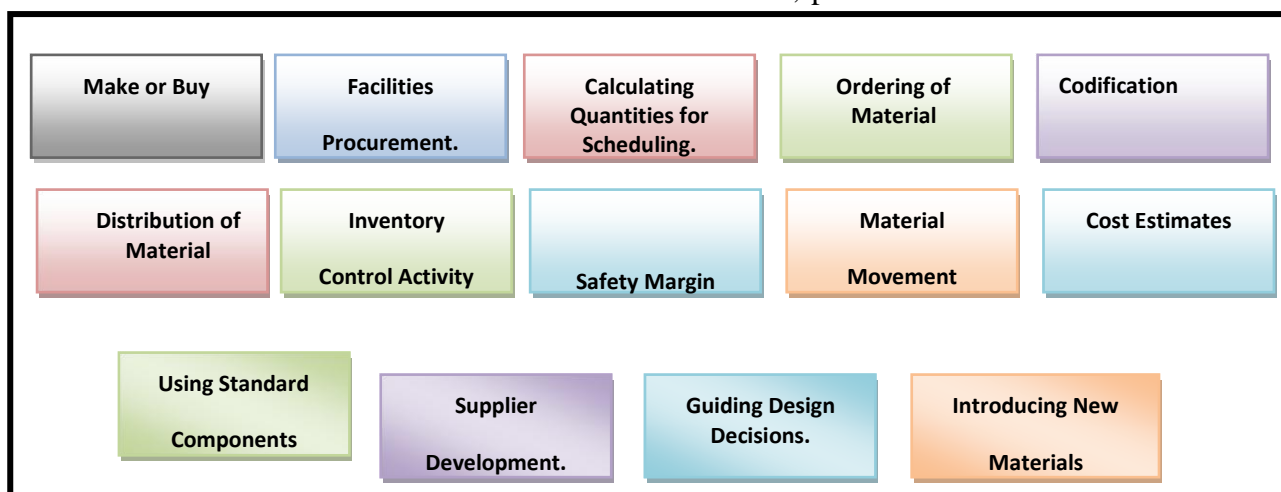 Make or Buy
Facilities
Procurement.
Calculating
Quantities for
Scheduling.
Ordering of
Material
Codification
Distribution of
Material
Inventory
Control Activity
Safety Margin
Material
Movement
Cost Estimates
Using Standard
Components
Supplier
Development.
Guiding Design
Decisions.
Introducing New
Materials